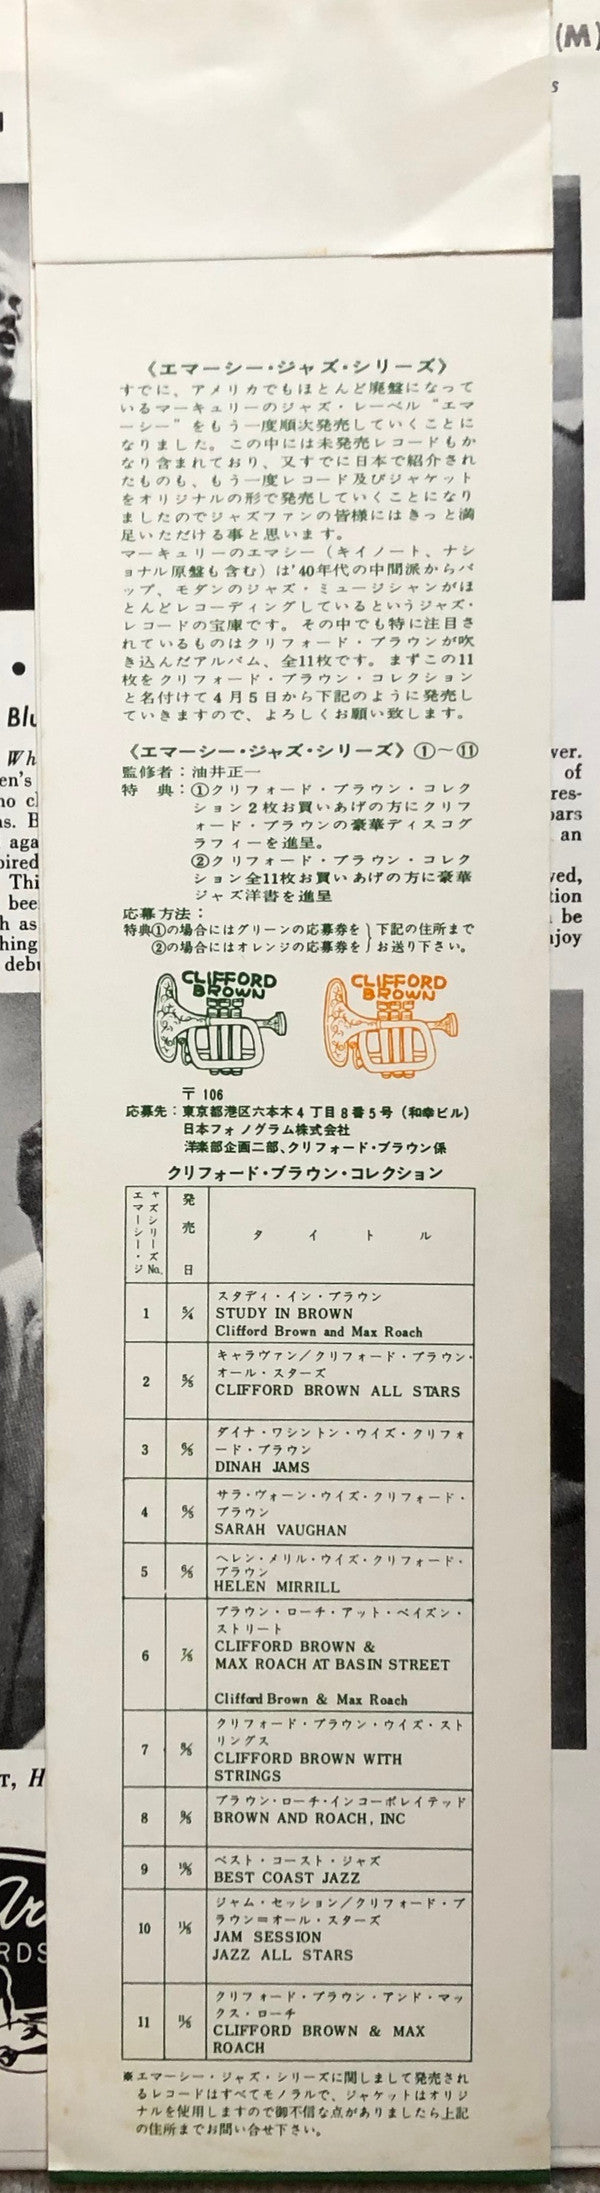 (M)
s
《エマーシー・ジャズ・シリーズ》
すでに、アメリカでもほとんど廃盤になって
いるマーキュリーのジャズ・レーベル "エマ
ーシー" をもう一度順次発売していくことに
なりました。この中には未発売レコードもか
なり含まれており、又すでに日本で紹介され
たものも、もう一度レコード及びジャケット
をオリジナルの形で発売していくことになり
ましたのでジャズファンの皆様にはきっと満
足いただける事と思います。
マーキュリーのエマシー（キイノート、ナシ
ョナル原盤も含む）は'40年代の中間派からバ
ップ、モダンのジャズ・ミュージシャンがほ
とんどレコーディングしているというジャズ・
レコードの宝庫です。その中でも特に注目さ
れているものはクリフォード・ブラウンが吹
き込んだアルバム、全11枚です。まずこの11
枚をクリフォード・ブラウン・コレクション
と名付けて4月5日から下記のように発売し
ていきますので、よろしくお願い致します。
《エマーシー・ジャズ・シリーズ》①〜⑪
監修者：油井正一
特 典：①クリフォード・ブラウン・コレク
ション2枚お買いあげの方にクリフ
ォード・ブラウンの豪華ディスコグ
ラフィーを進呈。
②クリフォード・ブラウン・コレク
ション全11枚お買いあげの方に豪華
ジャズ洋書を進呈
応募方法：
特典①の場合にはグリーンの応募券を｝下記の住所まで
②の場合にはオレンジの応募券を｝お送り下さい。
CLIFFORD
BROWN
CLIFFORD
BROWN
〒 106
応募先：東京都港区六本木4丁目8番5号（和幸ビル）
日本フォノグラム株式会社
洋楽部企画二部、クリフォード・ブラウン係
クリフォード・ブラウン・コレクション
エマーシー・ジャズシリーズNo. 発売日 タイトル
1 5/4 スタディ・イン・ブラウン
STUDY IN BROWN
Clifford Brown and Max Roach
2 5/5 キャラヴァン／クリフォード・ブラウン・
オール・スターズ
CLIFFORD BROWN ALL STARS
3 6/5 ダイナ・ワシントン・ウイズ・クリフォ
ード・ブラウン
DINAH JAMS
4 6/5 サラ・ヴォーン・ウイズ・クリフォード・
ブラウン
SARAH VAUGHAN
5 6/5 ヘレン・メリル・ウイズ・クリフォード・
ブラウン
HELEN MIRRILL
6 7/5 ブラウン・ローチ・アット・ベイズン・
ストリート
CLIFFORD BROWN &
MAX ROACH AT BASIN STREET
Clifford Brown & Max Roach
7 クリフォード・ブラウン・ウイズ・スト
リングス
CLIFFORD BROWN WITH
STRINGS
8 ブラウン・ローチ・インコーポレイテッド
BROWN AND ROACH, INC
9 10/5 ベスト・コースト・ジャズ
BEST COAST JAZZ
10 11/5 ジャム・セッション／クリフォード・ブ
ラウン＝オール・スターズ
JAM SESSION
JAZZ ALL STARS
11 11/5 クリフォード・ブラウン・アンド・マッ
クス・ローチ
CLIFFORD BROWN & MAX
ROACH
※エマーシー・ジャズ・シリーズに関しまして発売され
るレコードはすべてモノラルで、ジャケットはオリジ
ナルを使用しますので御不信な点がありましたら上記
の住所までお問い合せ下さい。